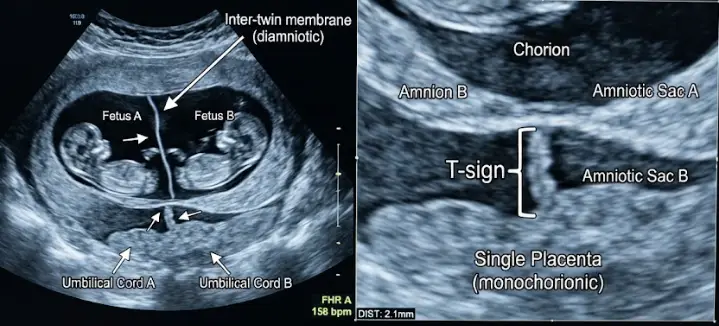 Inter-twin membrane
(diamniotic)
Fetus A
Fetus B
Umbilical Cord A
Umbilical Cord B
FHR A
158 bpm
Chorion
Amnion B
Amniotic Sac A
T-sign
Amniotic Sac B
Single Placenta
(monochorionic)
DIST: 2.1mm